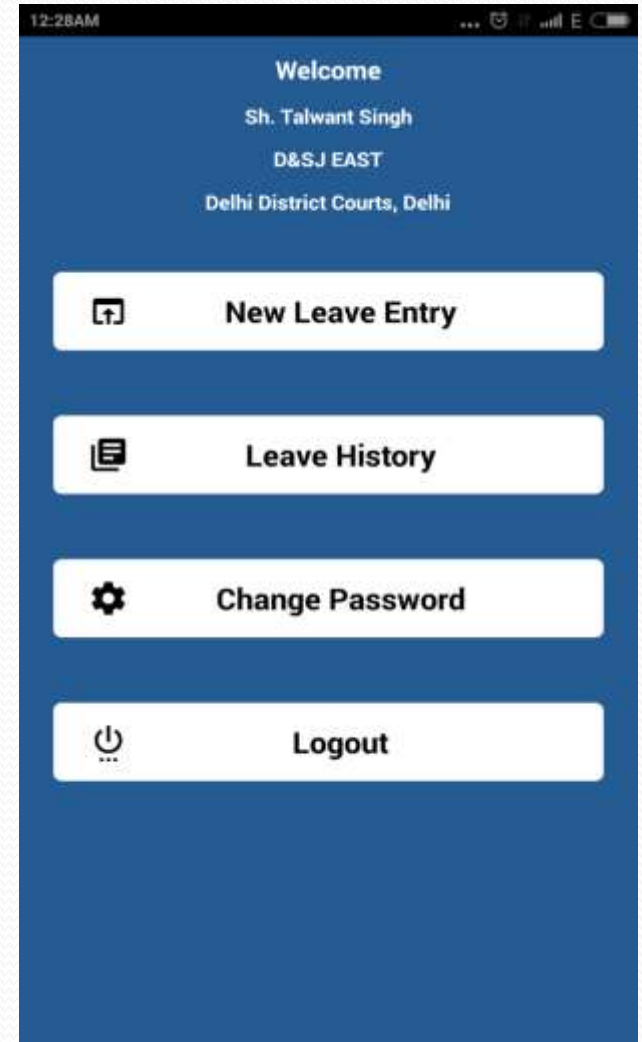 12:28AM ... E
Welcome
Sh. Talwant Singh
D&SJ EAST
Delhi District Courts, Delhi
New Leave Entry
Leave History
Change Password
Logout